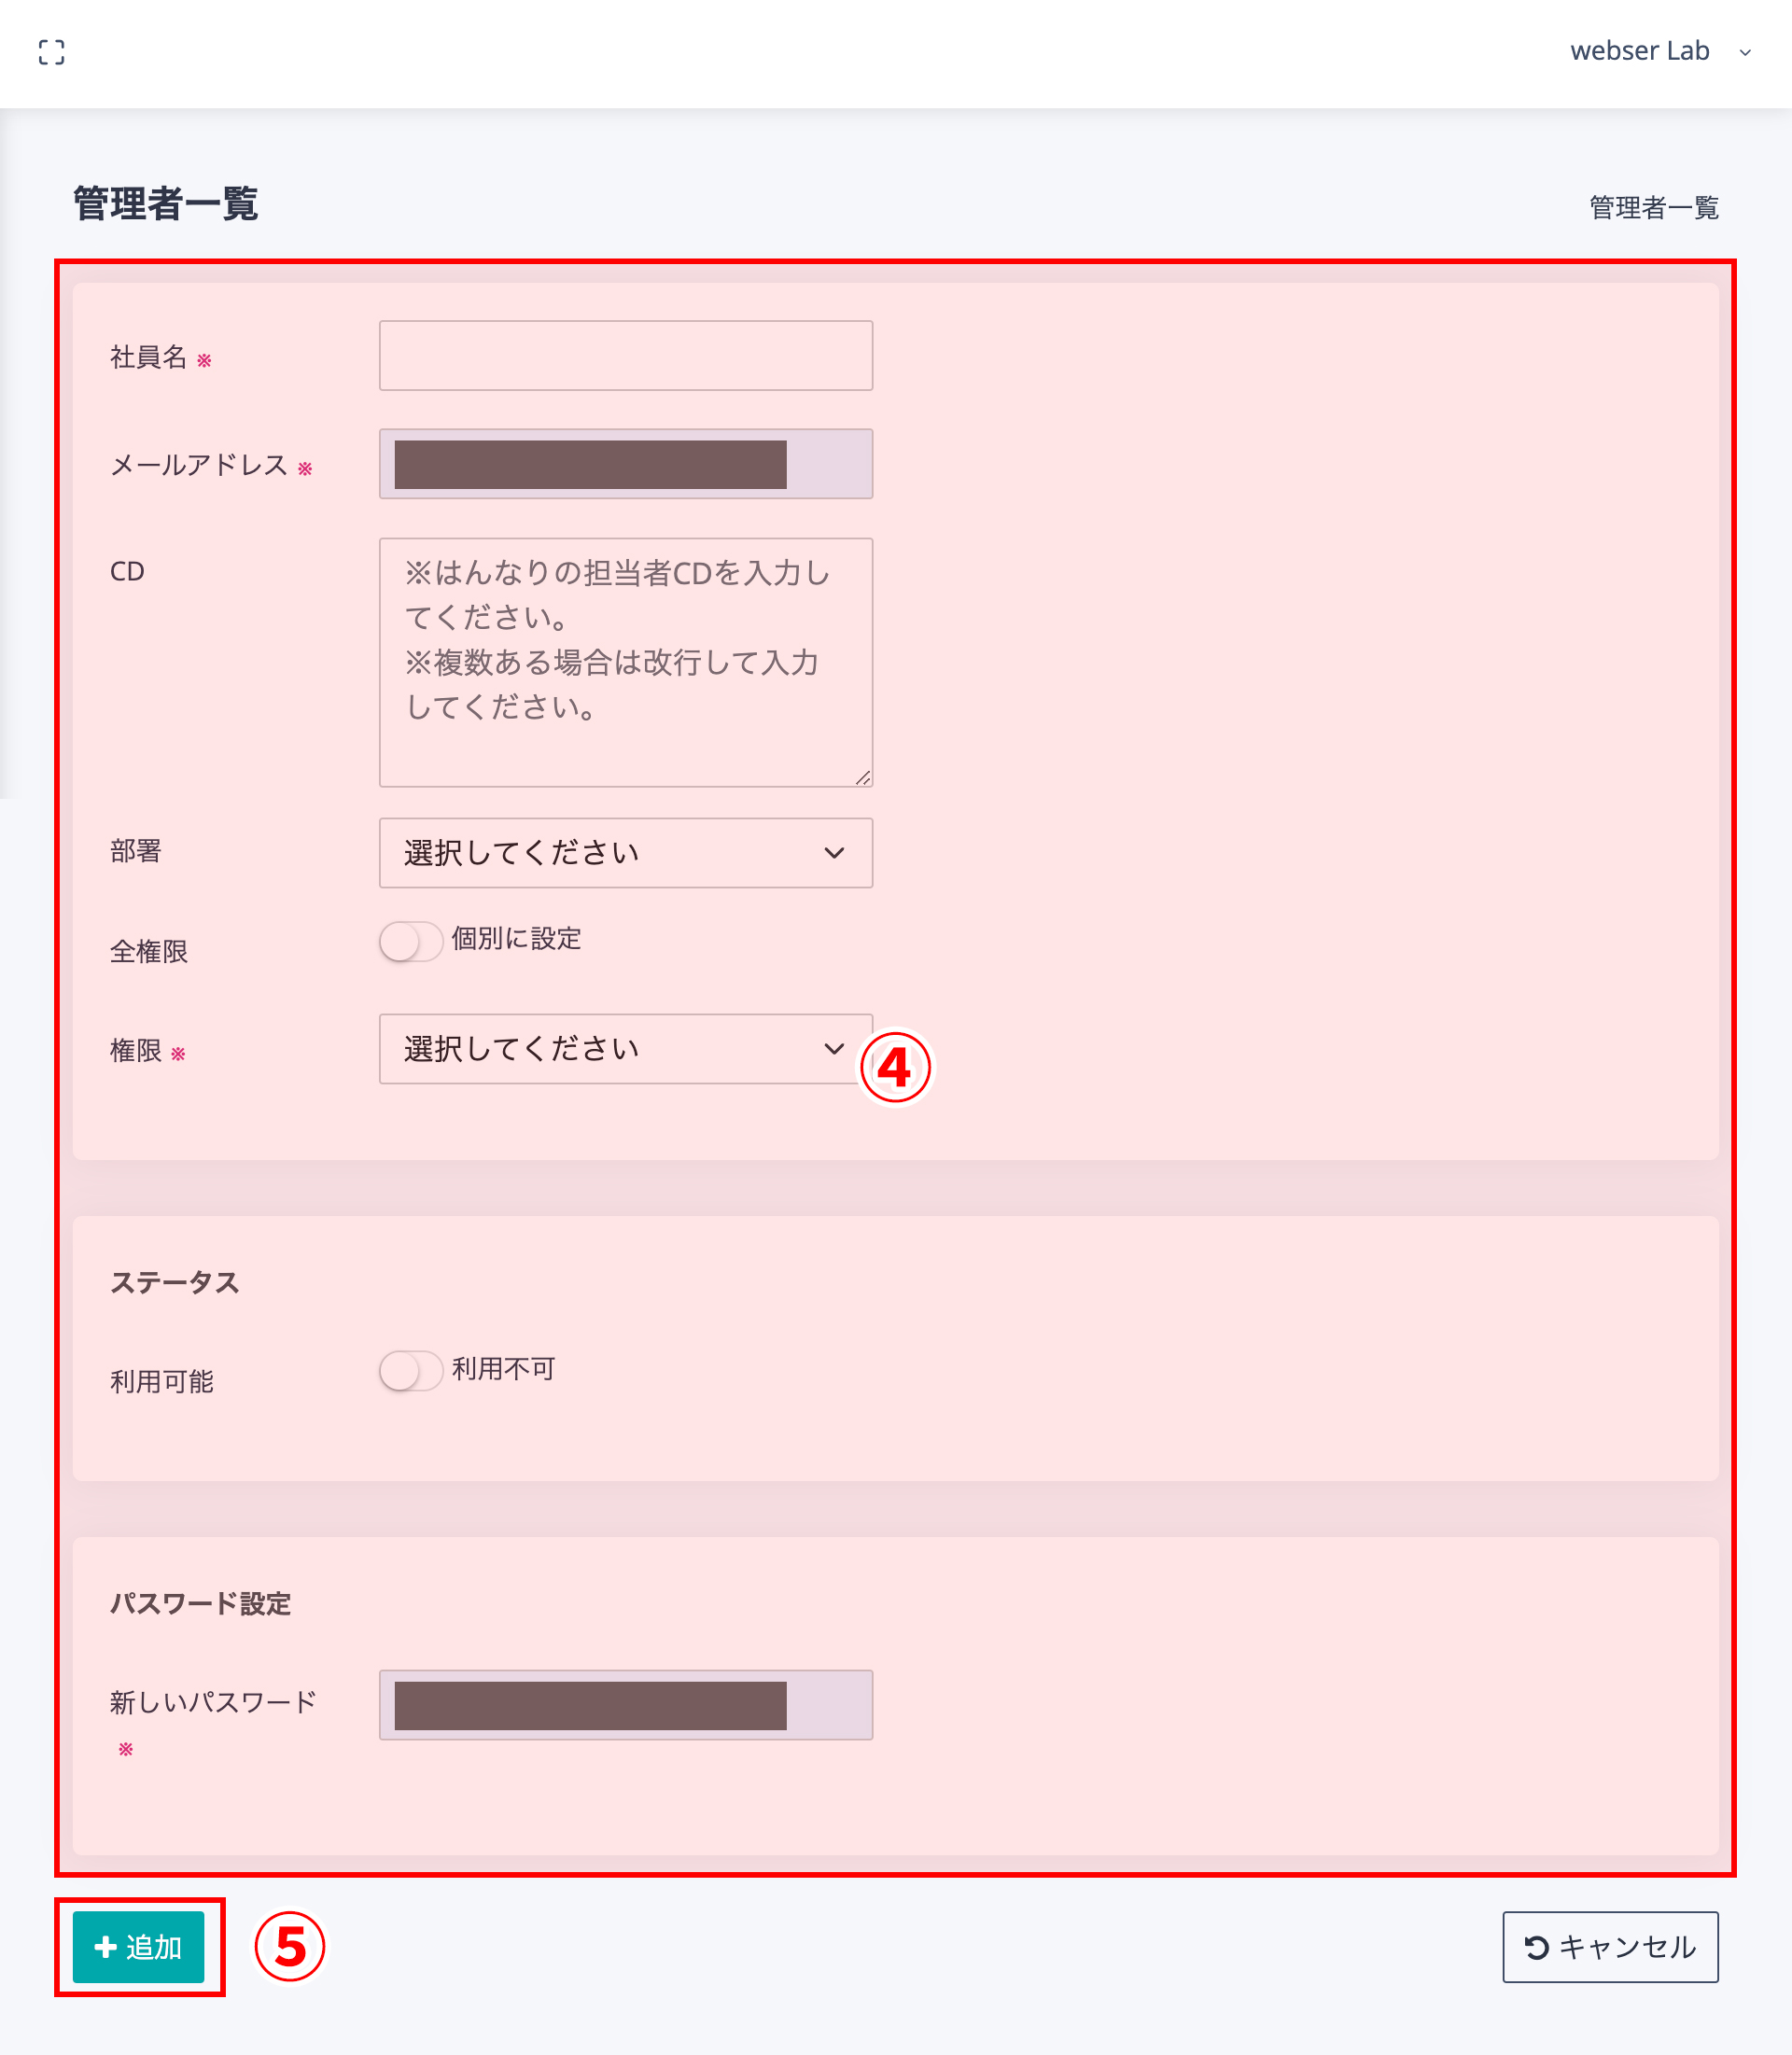 webser Lab
管理者一覧
管理者一覧
社員名 ※
メールアドレス ※
CD
※はんなりの担当者CDを入力し
てください。
※複数ある場合は改行して入力
してください。
部署
選択してください
全権限
個別に設定
権限 ※
選択してください
④
ステータス
利用可能
利用不可
パスワード設定
新しいパスワード
※
追加
⑤
キャンセル